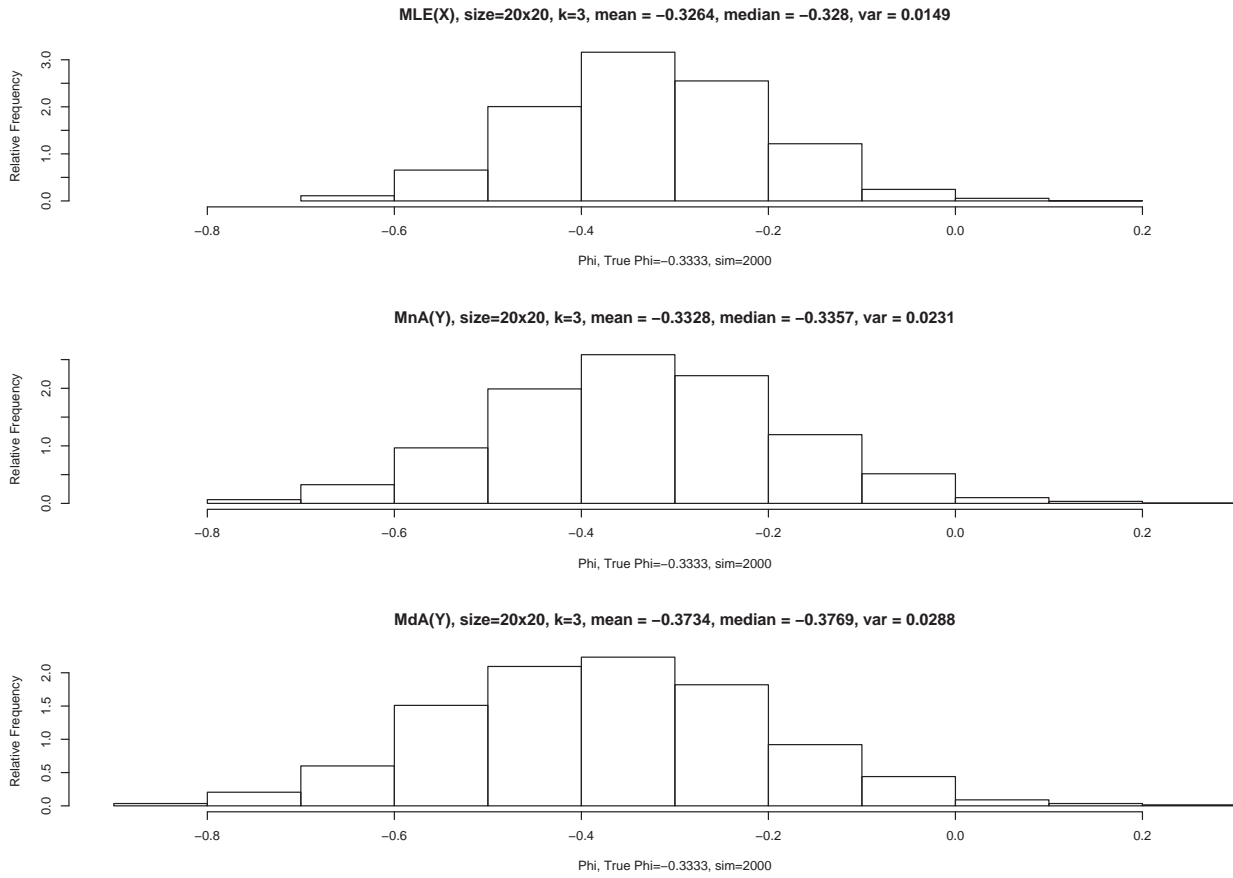 MLE(X), size=20x20, k=3, mean = −0.3264, median = −0.328, var = 0.0149
Relative Frequency
3.0
2.0
1.0
0.0
−0.8 −0.6 −0.4 −0.2 0.0 0.2
Phi, True Phi=−0.3333, sim=2000
MnA(Y), size=20x20, k=3, mean = −0.3328, median = −0.3357, var = 0.0231
Relative Frequency
2.0
1.0
0.0
−0.8 −0.6 −0.4 −0.2 0.0 0.2
Phi, True Phi=−0.3333, sim=2000
MdA(Y), size=20x20, k=3, mean = −0.3734, median = −0.3769, var = 0.0288
Relative Frequency
2.0
1.5
1.0
0.5
0.0
−0.8 −0.6 −0.4 −0.2 0.0 0.2
Phi, True Phi=−0.3333, sim=2000